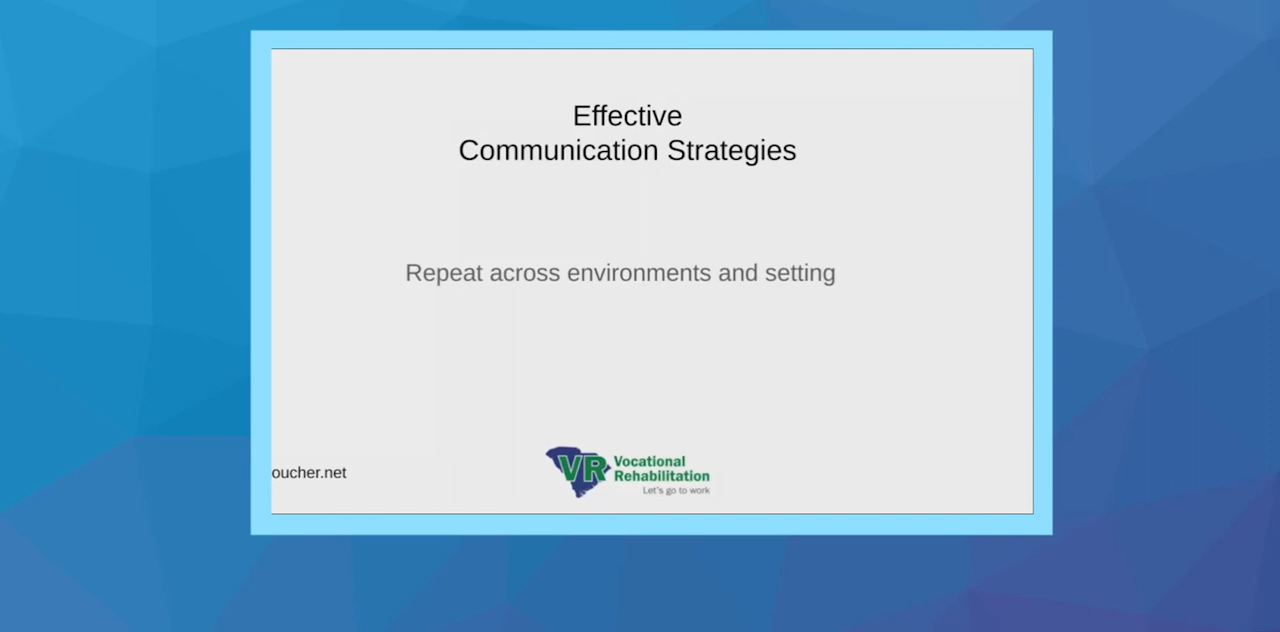 Effective
Communication Strategies
Repeat across environments and setting
oucher.net
VR Vocational
Rehabilitation
Let's go to work